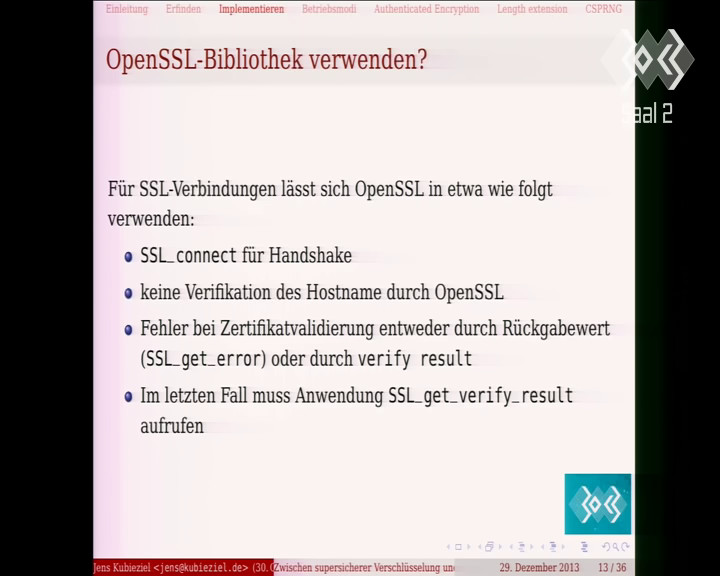 Einleitung Erfinden Implementieren Betriebsmodi Authenticated Encryption Length extension CSPRNG
OpenSSL-Bibliothek verwenden?
Saal 2
Für SSL-Verbindungen lässt sich OpenSSL in etwa wie folgt
verwenden:
SSL_connect für Handshake
keine Verifikation des Hostname durch OpenSSL
Fehler bei Zertifikatvalidierung entweder durch Rückgabewert
(SSL_get_error) oder durch verify result
Im letzten Fall muss Anwendung SSL_get_verify_result
aufrufen
Jens Kubieziel <jens@kubieziel.de> (30.C Zwischen supersicherer Verschlüsselung un 29. Dezember 2013 13 / 36